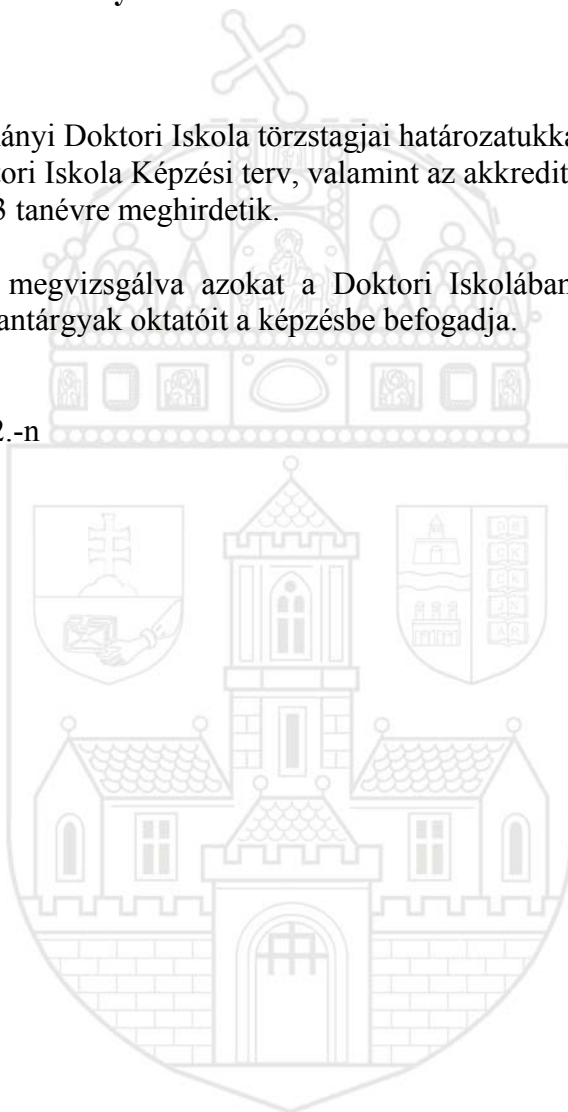 ányi Doktori Iskola törzstagjai határozatukka
tori Iskola Képzési terv, valamint az akkredit
3 tanévre meghirdetik.
megvizsgálva azokat a Doktori Iskolában
antárgyak oktatóit a képzésbe befogadja.
2.-n